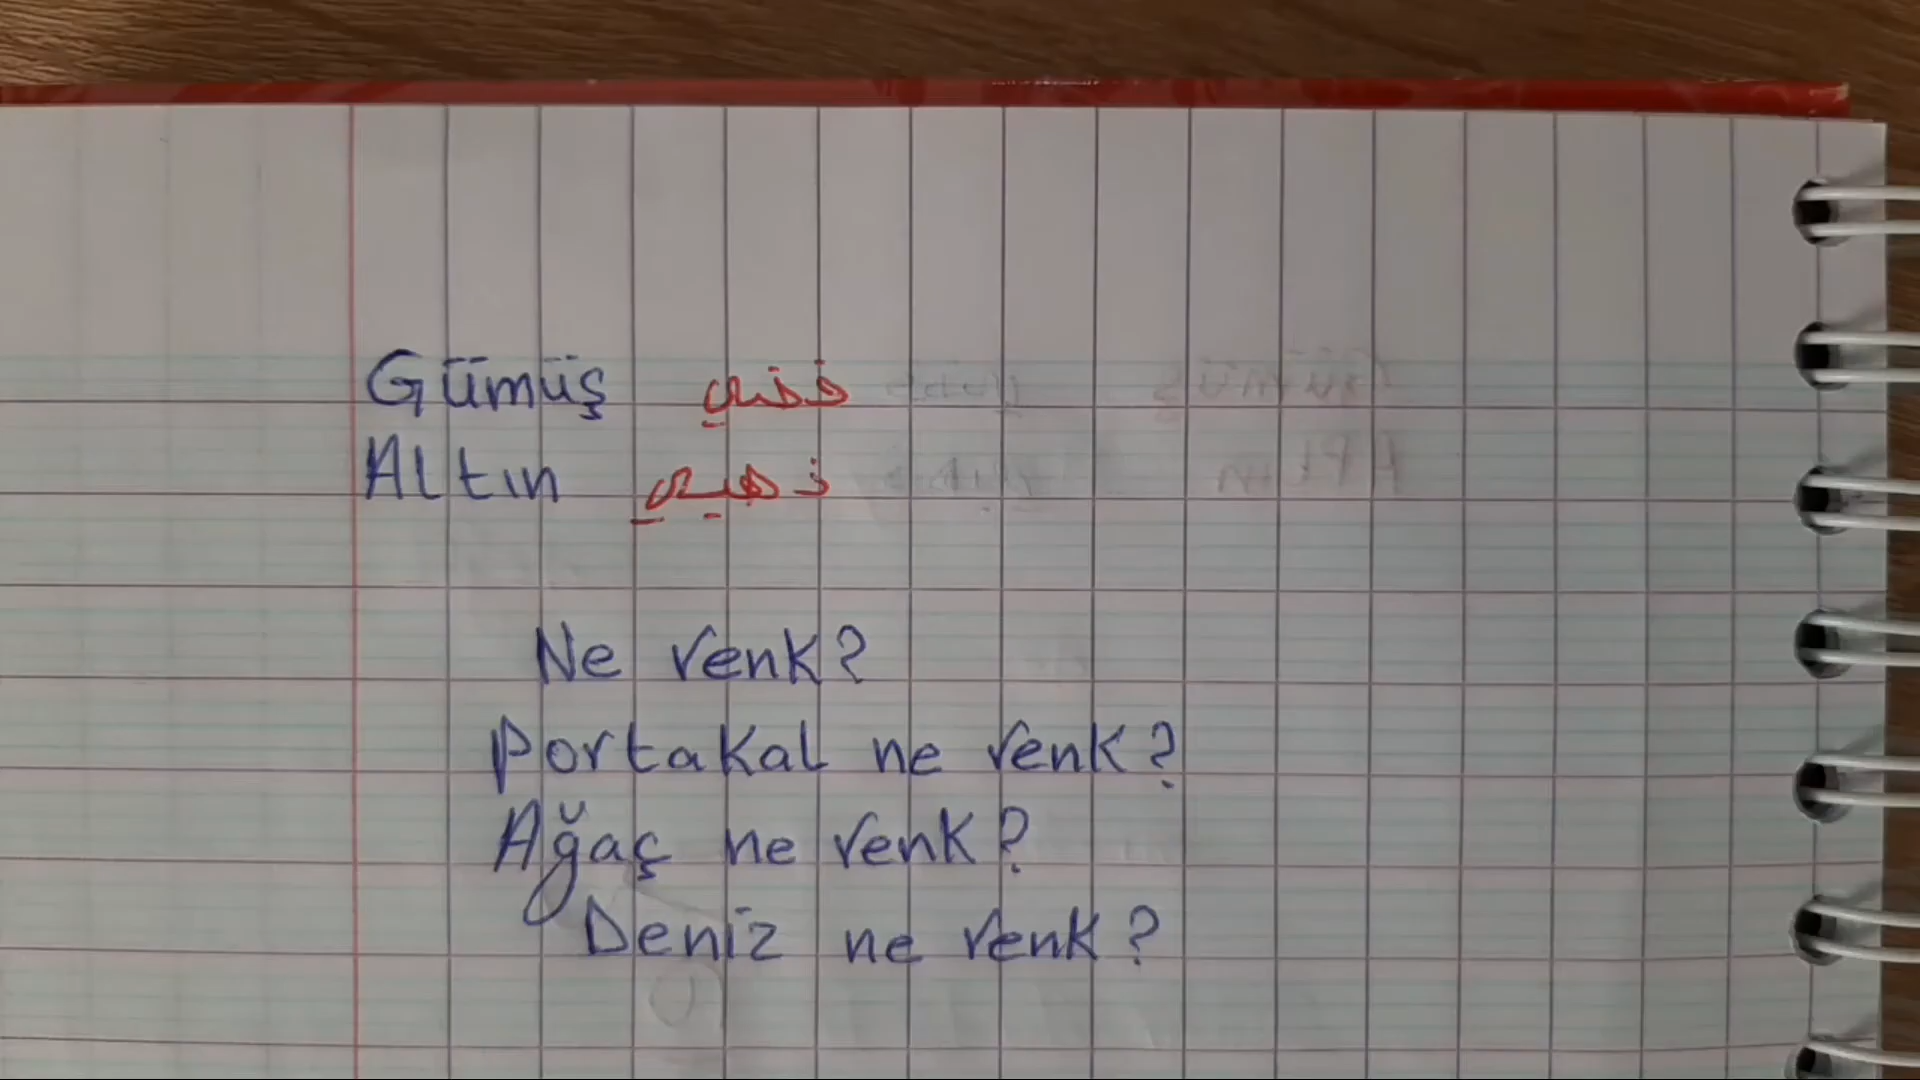 Gümüş فضي
Altın ذهبي
Ne renk?
Portakal ne renk?
Ağaç ne renk?
Deniz ne renk?